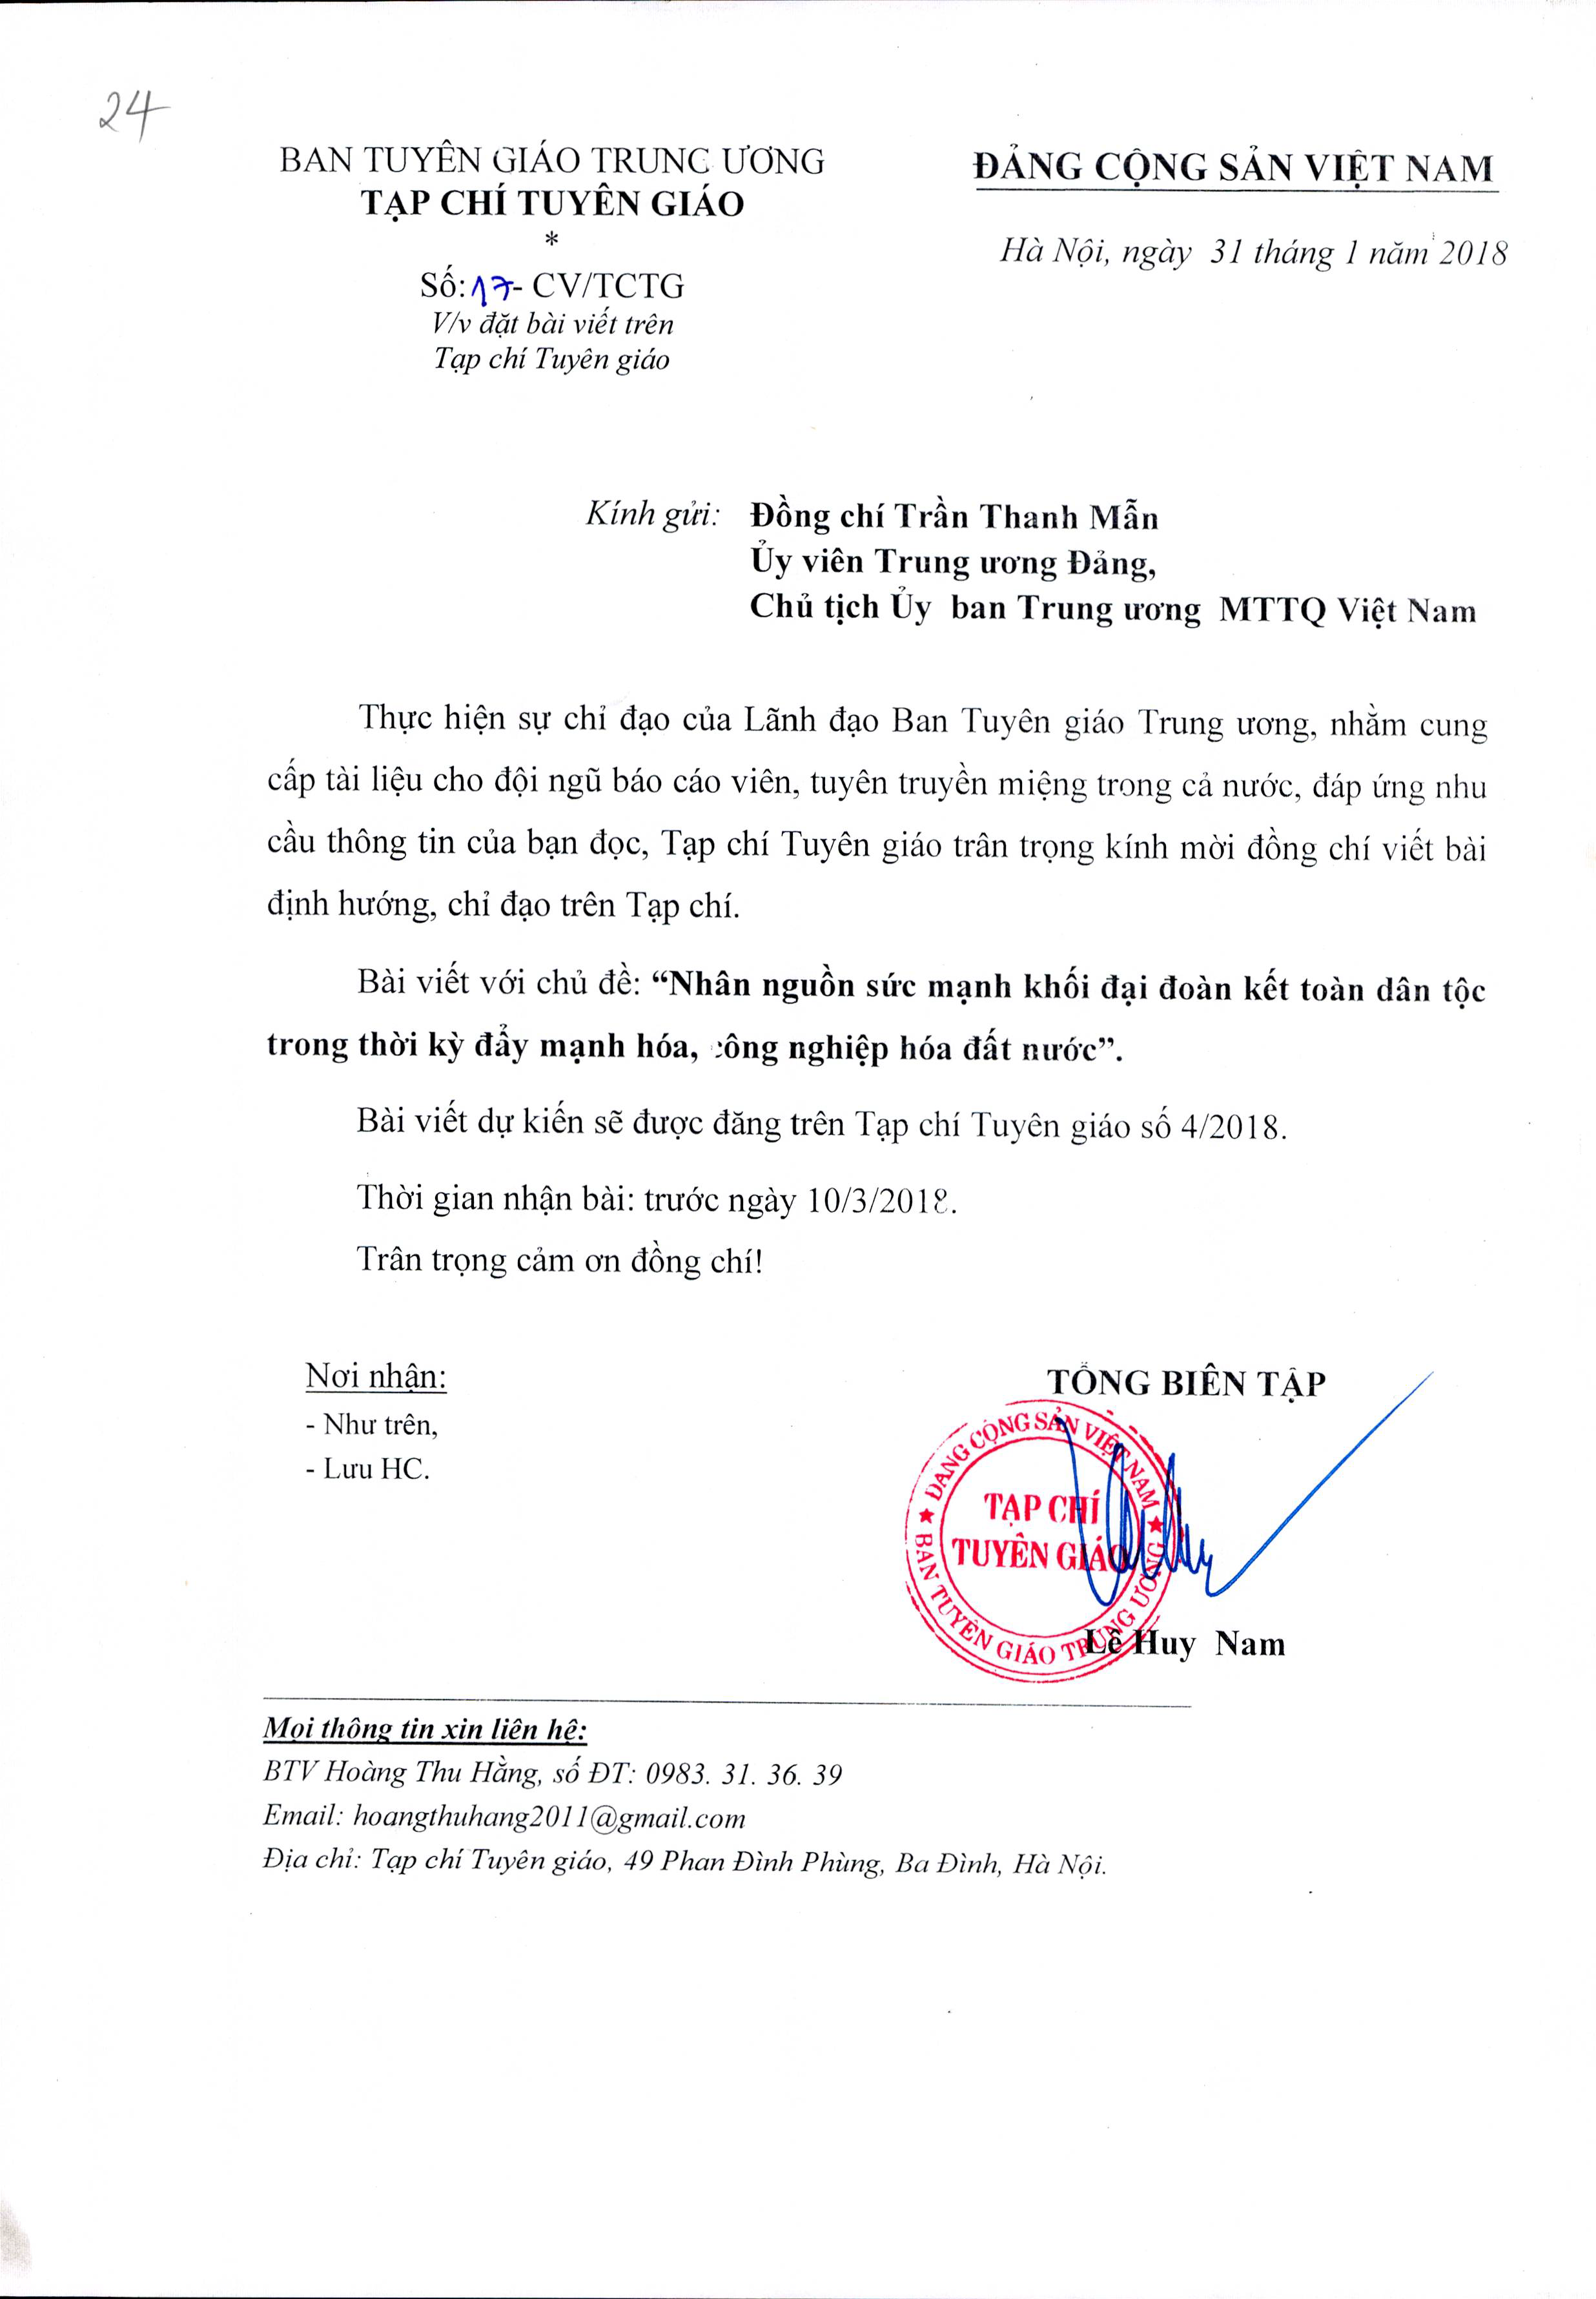 24
BAN TUYÊN GIÁO TRUNG ƯƠNG
TẠP CHÍ TUYÊN GIÁO
*
Số: 17- CV/TCTG
V/v đặt bài viết trên
Tạp chí Tuyên giáo
ĐẢNG CỘNG SẢN VIỆT NAM
Hà Nội, ngày 31 tháng 1 năm 2018
Kính gửi: Đồng chí Trần Thanh Mẫn
Ủy viên Trung ương Đảng,
Chủ tịch Ủy ban Trung ương MTTQ Việt Nam
Thực hiện sự chỉ đạo của Lãnh đạo Ban Tuyên giáo Trung ương, nhằm cung
cấp tài liệu cho đội ngũ báo cáo viên, tuyên truyền miệng trong cả nước, đáp ứng nhu
cầu thông tin của bạn đọc, Tạp chí Tuyên giáo trân trọng kính mời đồng chí viết bài
định hướng, chỉ đạo trên Tạp chí.
Bài viết với chủ đề: “Nhân nguồn sức mạnh khối đại đoàn kết toàn dân tộc
trong thời kỳ đẩy mạnh hóa, công nghiệp hóa đất nước”.
Bài viết dự kiến sẽ được đăng trên Tạp chí Tuyên giáo số 4/2018.
Thời gian nhận bài: trước ngày 10/3/2018.
Trân trọng cảm ơn đồng chí!
Nơi nhận:
- Như trên,
- Lưu HC.
TỔNG BIÊN TẬP
ĐẢNG CỘNG SẢN VIỆT NAM
TẠP CHÍ
TUYÊN GIÁO
BAN TUYÊN GIÁO TRUNG ƯƠNG
Lê Huy Nam
Mọi thông tin xin liên hệ:
BTV Hoàng Thu Hằng, số ĐT: 0983. 31. 36. 39
Email: hoangthuhang2011@gmail.com
Địa chỉ: Tạp chí Tuyên giáo, 49 Phan Đình Phùng, Ba Đình, Hà Nội.